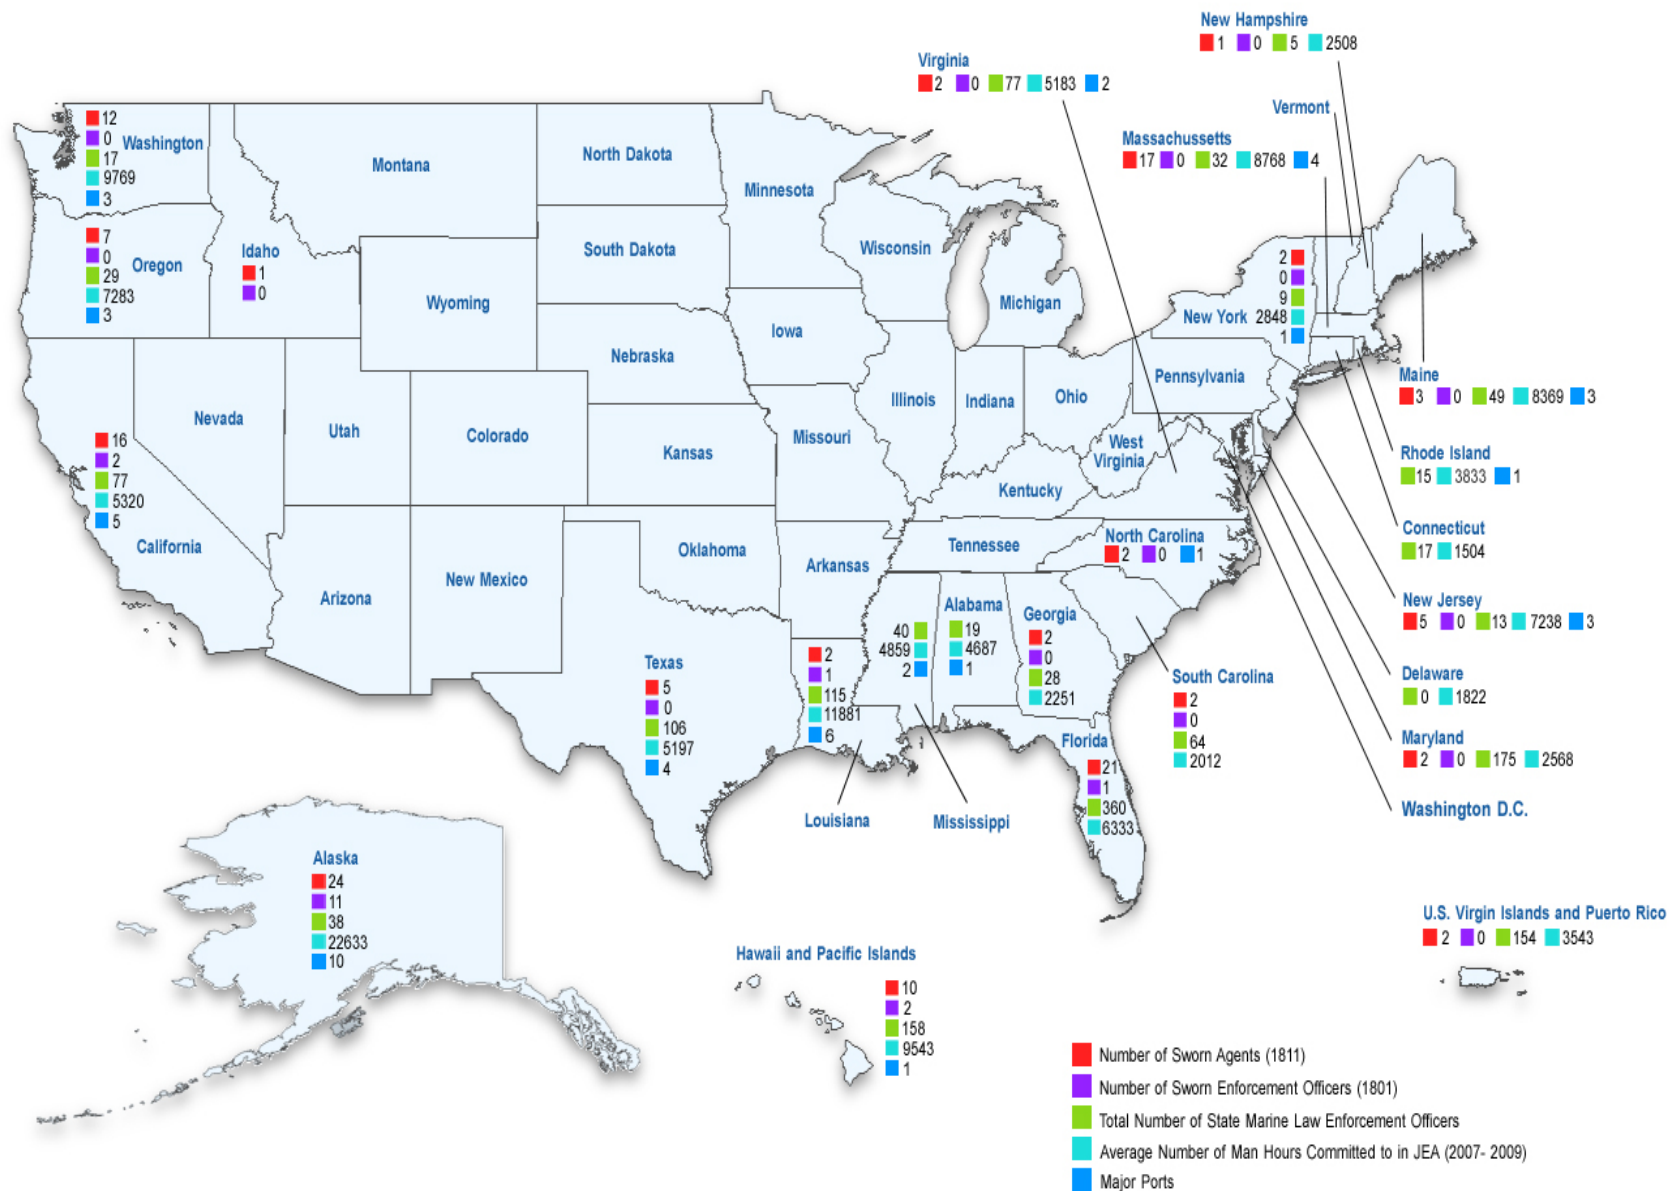 New Hampshire
1 0 5 2508
Virginia
2 0 77 5183 2
Vermont
Massachussetts
17 0 32 8768 4
12
0
17
9769
3
Washington
Montana
North Dakota
Minnesota
7
0
29
7283
3
Oregon
Idaho
1
0
South Dakota
Wisconsin
Wyoming
Michigan
2
0
9
New York 2848
1
Iowa
Nebraska
Pennsylvania
Maine
3 0 49 8369 3
Nevada
Utah
Colorado
Illinois
Indiana
Ohio
16
2
77
5320
5
California
Kansas
Missouri
West
Virginia
Rhode Island
15 3833 1
Kentucky
Connecticut
17 1504
Oklahoma
Arkansas
Tennessee
North Carolina
2 0 1
New Mexico
Arizona
New Jersey
5 0 13 7238 3
40
4859
2
Alabama
19
4687
1
Georgia
2
0
28
2251
Texas
5
0
106
5197
4
2
1
115
11881
6
South Carolina
2
0
64
2012
Delaware
0 1822
Florida
21
1
360
6333
Maryland
2 0 175 2568
Louisiana
Mississippi
Washington D.C.
Alaska
24
11
38
22633
10
U.S. Virgin Islands and Puerto Rico
2 0 154 3543
Hawaii and Pacific Islands
10
2
158
9543
1
Number of Sworn Agents (1811)
Number of Sworn Enforcement Officers (1801)
Total Number of State Marine Law Enforcement Officers
Average Number of Man Hours Committed to in JEA (2007- 2009)
Major Ports